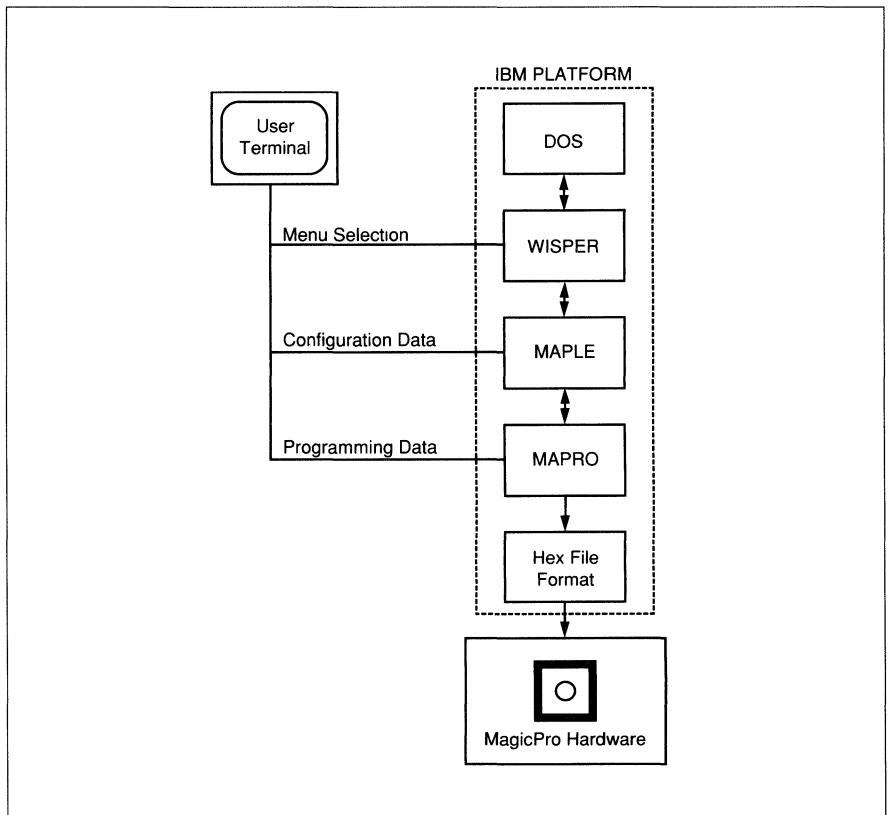 IBM PLATFORM
User
Terminal
DOS
Menu Selection
WISPER
Configuration Data
MAPLE
Programming Data
MAPRO
Hex File
Format
MagicPro Hardware